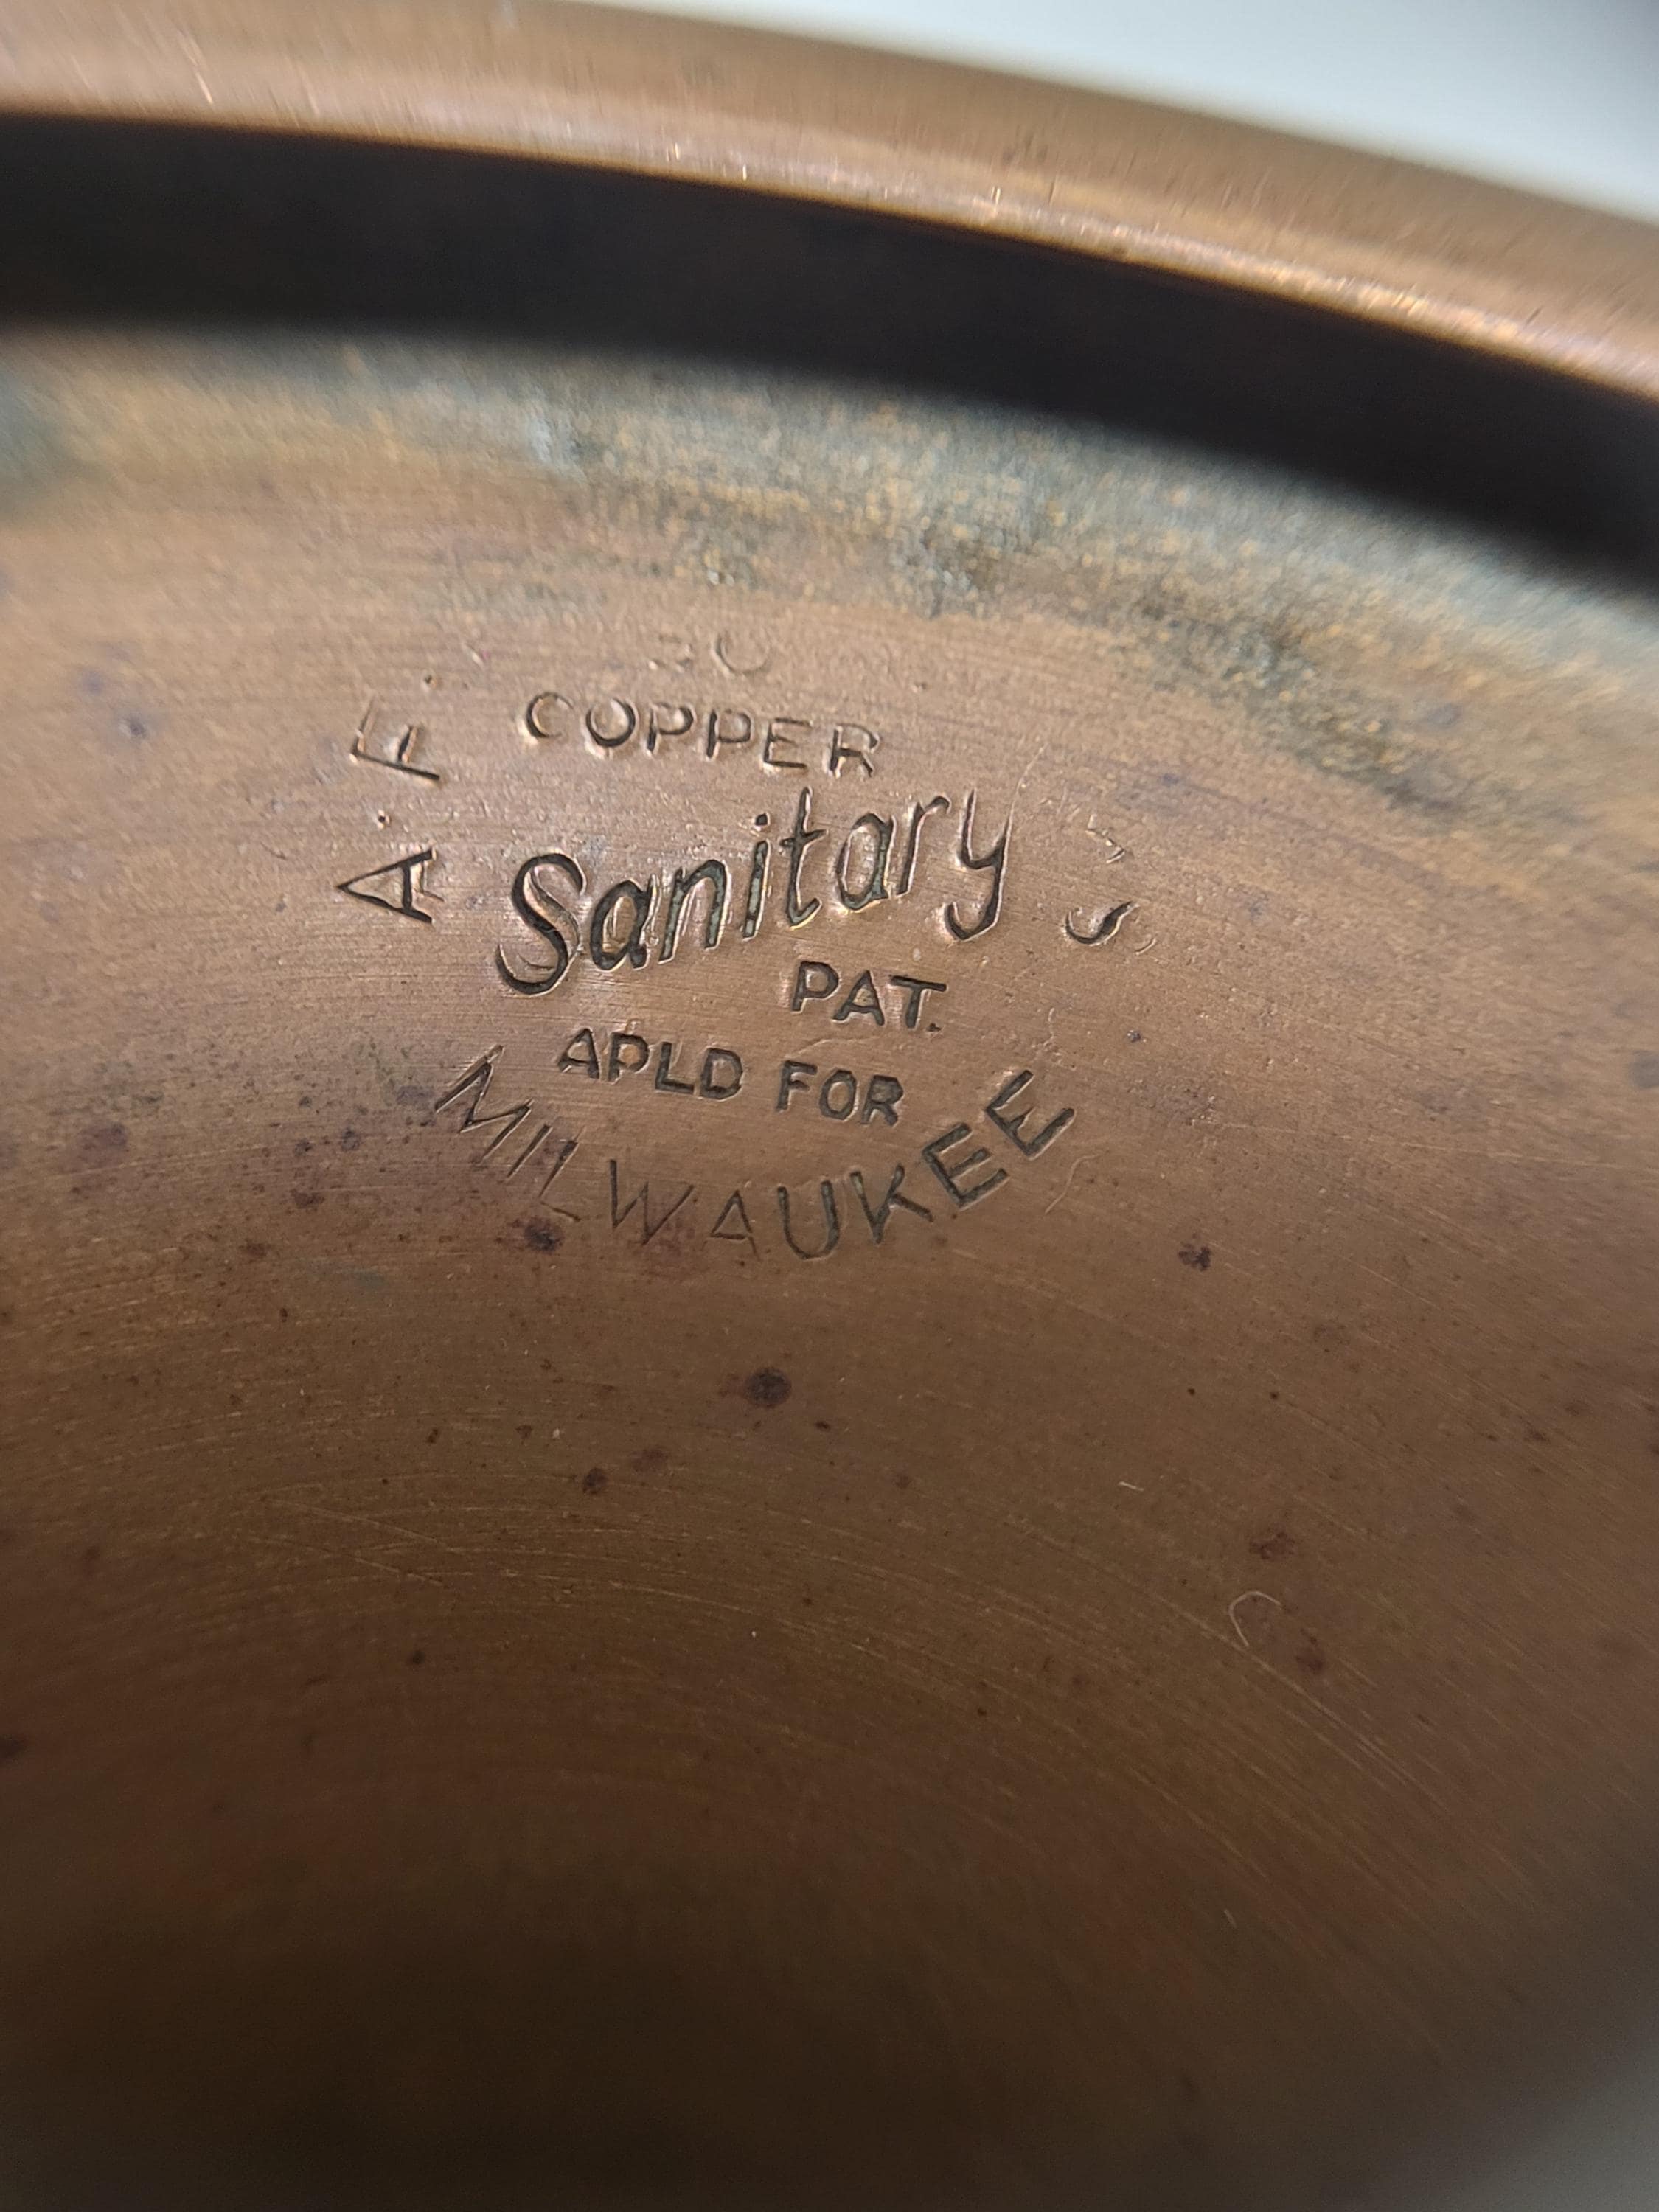 COPPER
Sanitary
PAT.
APLD FOR
MILWAUKEE